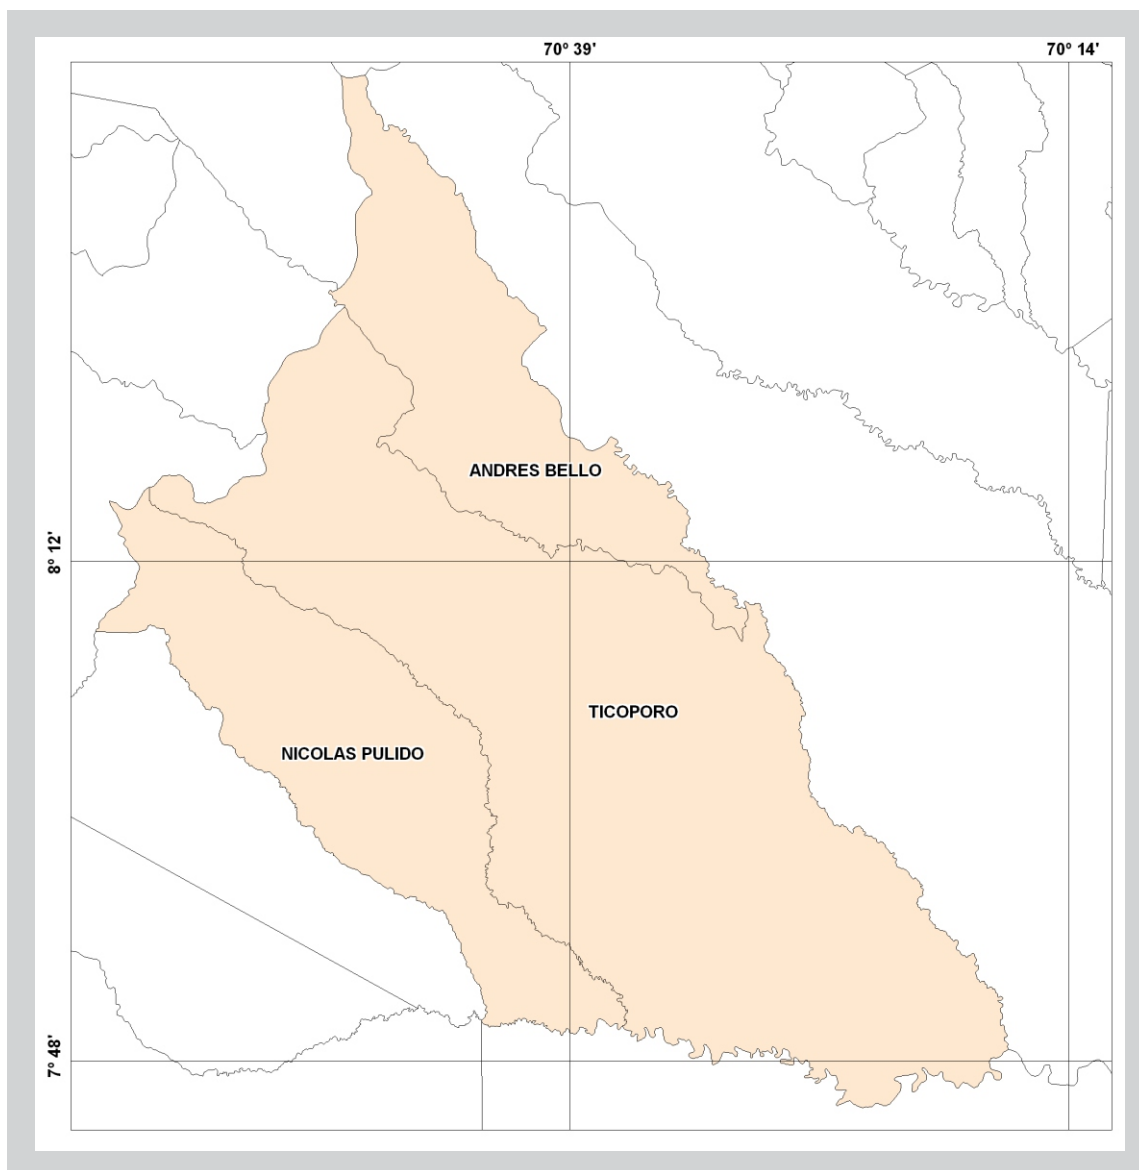 70° 39'
70° 14'
ANDRES BELLO
8° 12'
TICOPORO
NICOLAS PULIDO
7° 48'